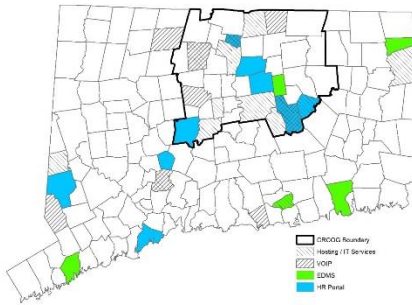 CRCOG Boundary
Hosting / IT Services
VOIP
EDMS
HR Portal